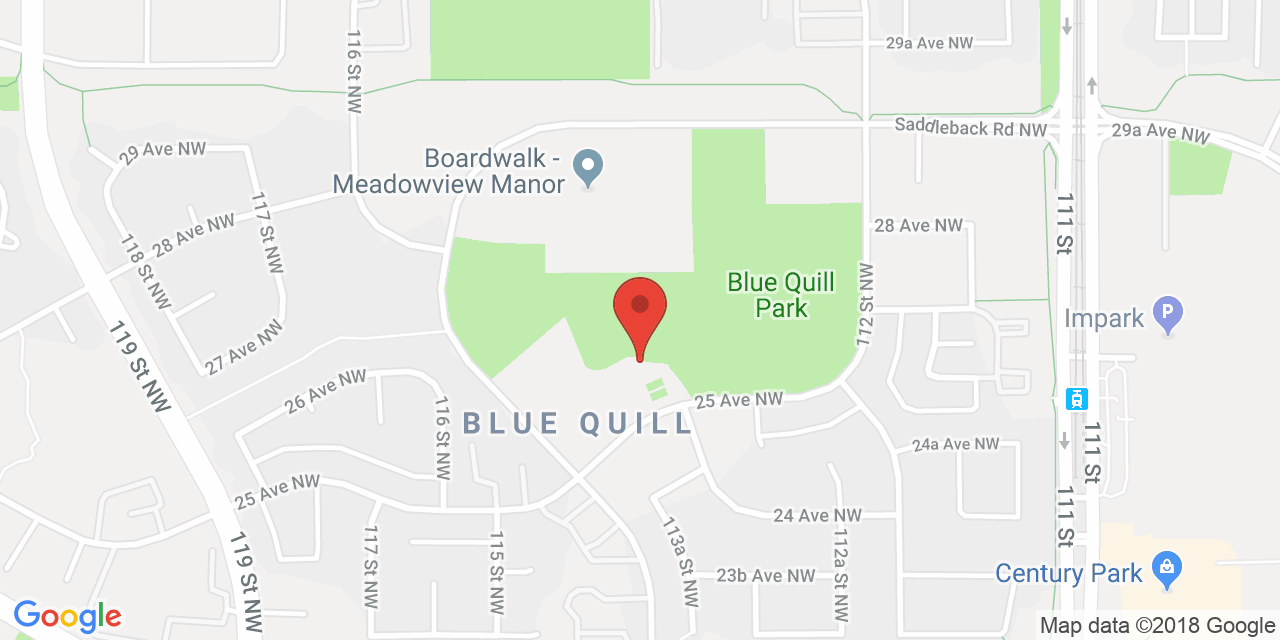 116 St NW
29a Ave NW
Saddleback Rd NW
29a Ave NW
29 Ave NW
Boardwalk -
Meadowview Manor
117 St NW
28 Ave NW
118 St NW
111 St
28 Ave NW
Blue Quill
Park
112 St NW
Impark
P
119 St NW
27 Ave NW
26 Ave NW
116 St NW
25 Ave NW
BLUE QUILL
24a Ave NW
111 St
25 Ave NW
111 St
24 Ave NW
119 St NW
117 St NW
115 St NW
113a St NW
112a St NW
23b Ave NW
Century Park
Google
Map data ©2018 Google